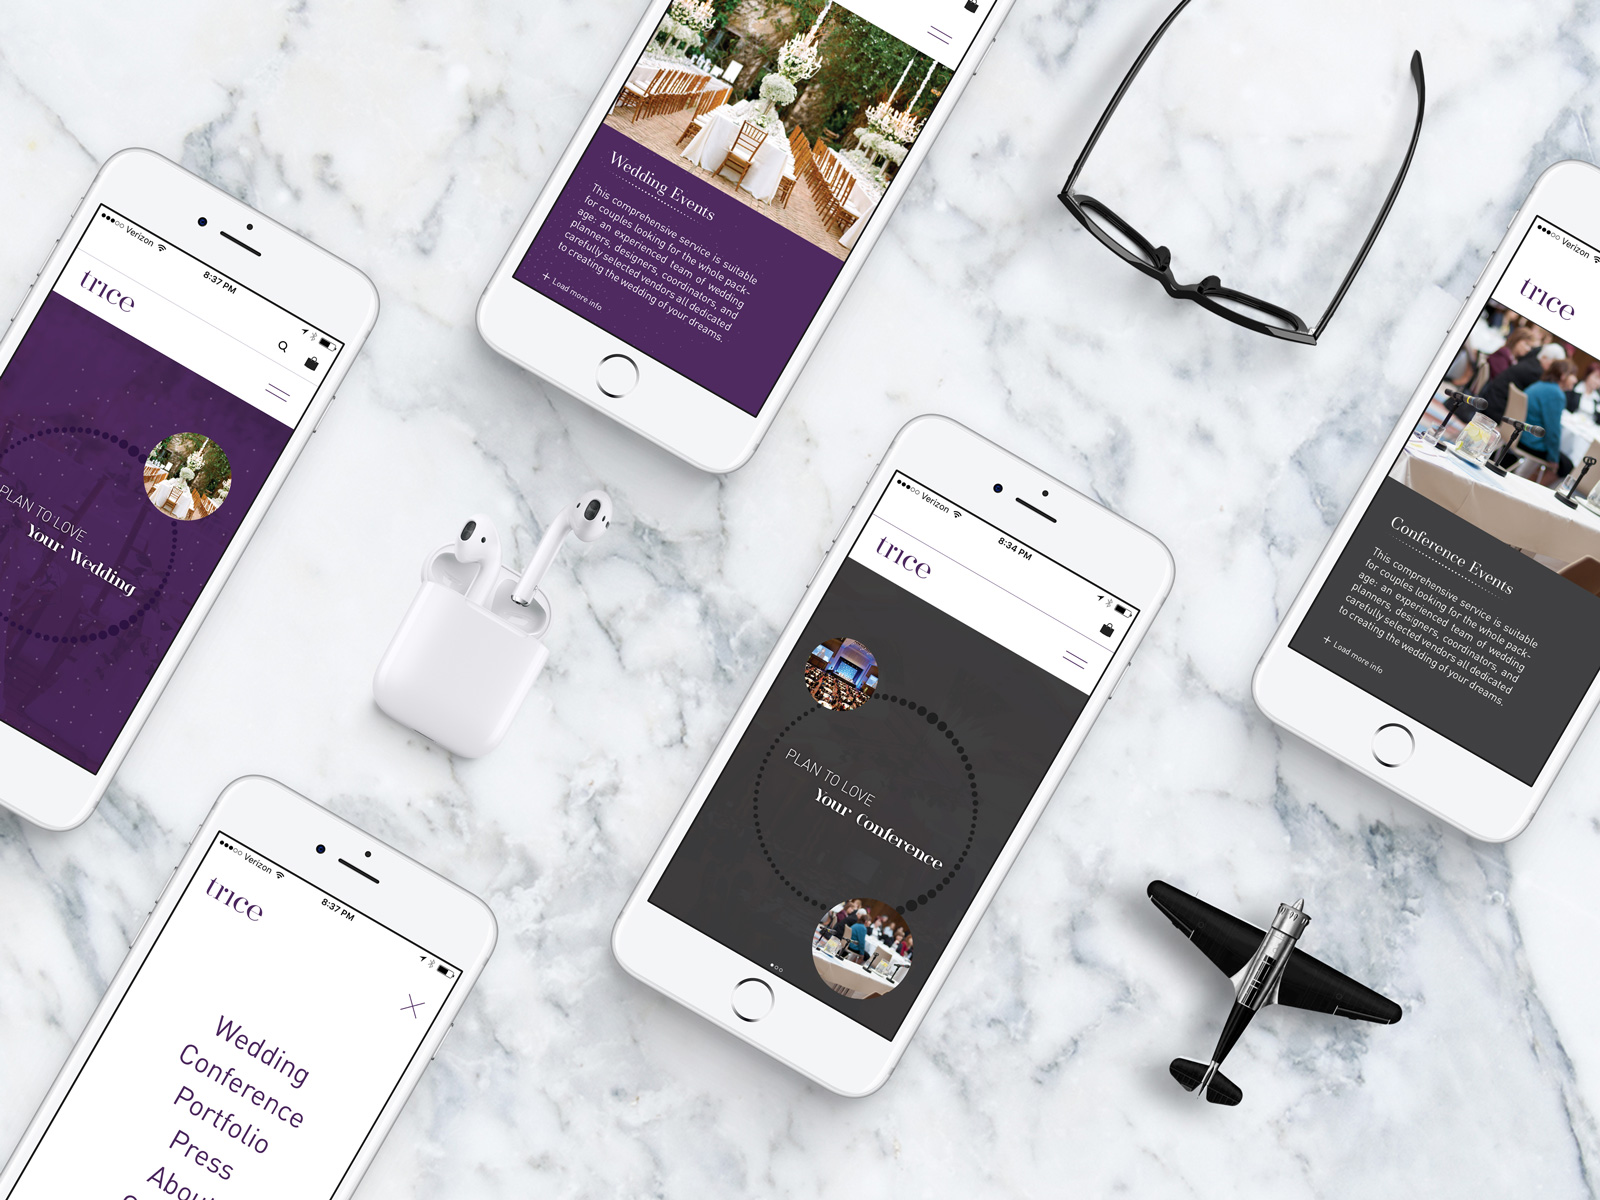 Wedding Events
This comprehensive service is suitable
for couples looking for the whole pack-
age: an experienced team of wedding
planners, designers, coordinators, and
carefully selected vendors all dedicated
to creating the wedding of your dreams.
+ Load more info
Verizon
8:37 PM
trice
PLAN TO LOVE
Your Wedding
Verizon
8:34 PM
trice
PLAN TO LOVE
Your Conference
Verizon
trice
Conference Events
This comprehensive service is suitable
for couples looking for the whole pack-
age: an experienced team of wedding
planners, designers, coordinators, and
carefully selected vendors all dedicated
to creating the wedding of your dreams.
+ Load more info
Verizon
8:37 PM
trice
Wedding
Conference
Portfolio
Press